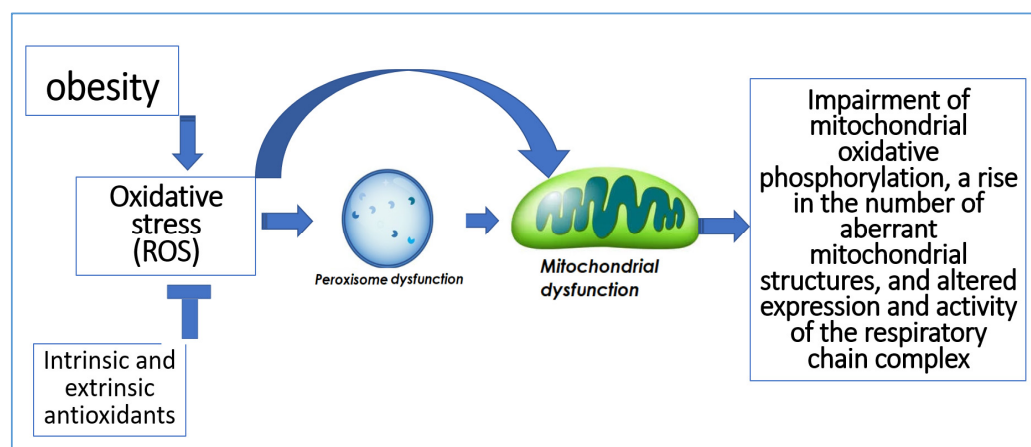 obesity
Oxidative
stress
(ROS)
Intrinsic and
extrinsic
antioxidants
Peroxisome dysfunction
Mitochondrial
dysfunction
Impairment of
mitochondrial
oxidative
phosphorylation, a rise
in the number of
aberrant
mitochondrial
structures, and altered
expression and activity
of the respiratory
chain complex